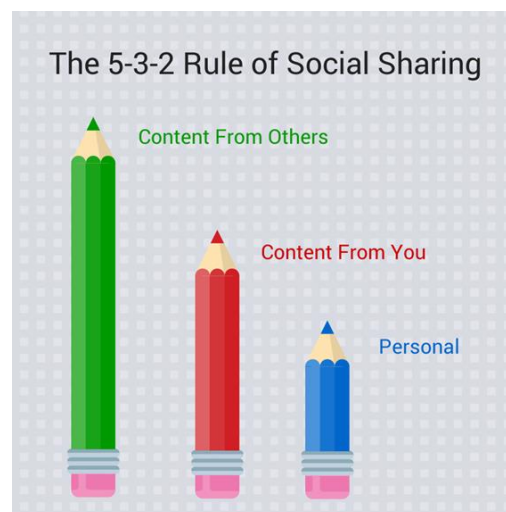 The 5-3-2 Rule of Social Sharing
Content From Others
Content From You
Personal